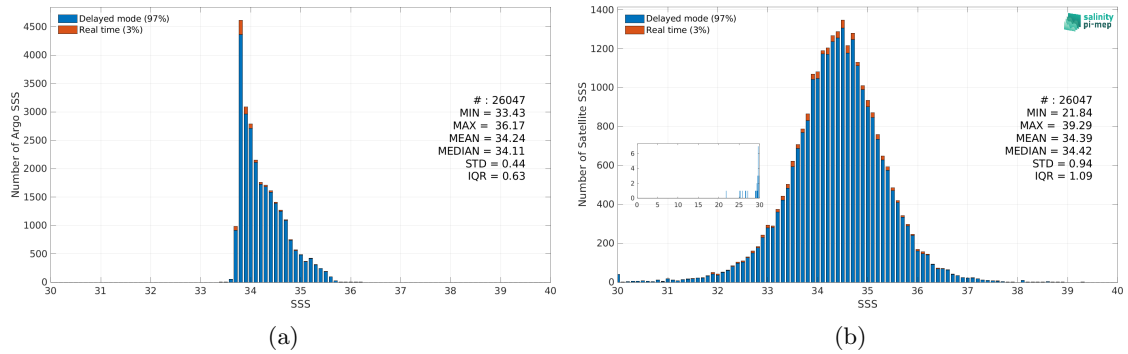 Delayed mode (97%)
Real time (3%)
4500
4000
3500
3000
2500
2000
1500
1000
500
0
Number of Argo SSS
# : 26047
MIN = 33.43
MAX = 36.17
MEAN = 34.24
MEDIAN = 34.11
STD = 0.44
IQR = 0.63
30 31 32 33 34 35 36 37 38 39 40
SSS
(a)
Delayed mode (97%)
Real time (3%)
salinity
pi-mep
1400
1200
1000
800
600
400
200
0
Number of Satellite SSS
# : 26047
MIN = 21.84
MAX = 39.29
MEAN = 34.39
MEDIAN = 34.42
STD = 0.94
IQR = 1.09
6
4
2
0
0 5 10 15 20 25 30
30 31 32 33 34 35 36 37 38 39 40
SSS
(b)